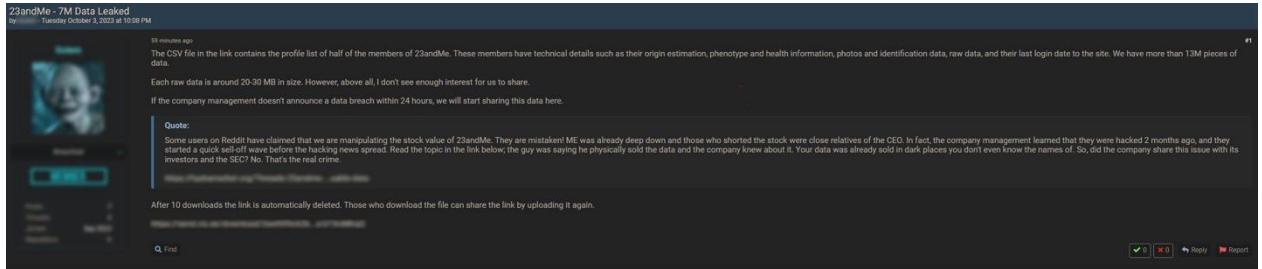 23andMe - 7M Data Leaked
by - Tuesday October 3, 2023 at 10:08 PM
59 minutes ago
#1
The CSV file in the link contains the profile list of half of the members of 23andMe. These members have technical details such as their origin estimation, phenotype and health information, photos and identification data, raw data, and their last login date to the site. We have more than 13M pieces of
data.
Each raw data is around 20-30 MB in size. However, above all, I don't see enough interest for us to share.
If the company management doesn't announce a data breach within 24 hours, we will start sharing this data here.
Quote:
Some users on Reddit have claimed that we are manipulating the stock value of 23andMe. They are mistaken! ME was already deep down and those who shorted the stock were close relatives of the CEO. In fact, the company management learned that they were hacked 2 months ago, and they
started a quick sell-off wave before the hacking news spread. Read the topic in the link below; the guy was saying he physically sold the data and the company knew about it. Your data was already sold in dark places you don't even know the names of. So, did the company share this issue with its
investors and the SEC? No. That's the real crime.
After 10 downloads the link is automatically deleted. Those who download the file can share the link by uploading it again.
Find
0
0
Reply
Report